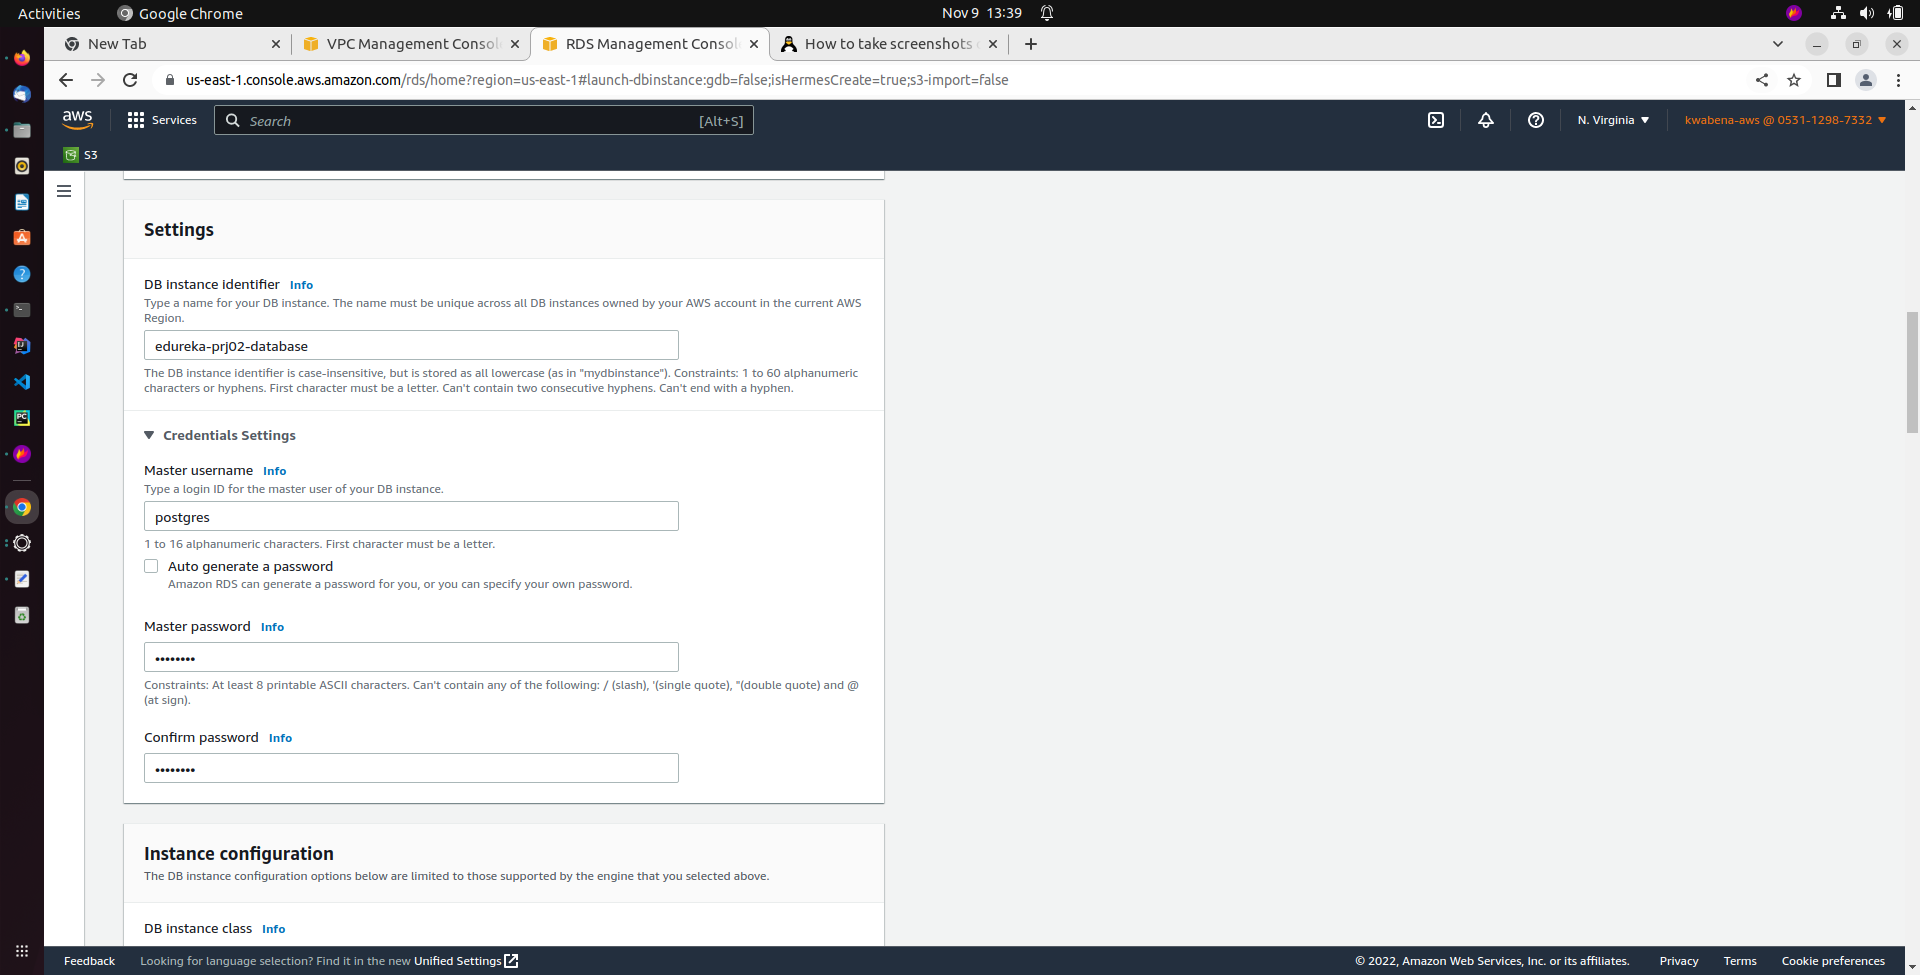 Activities
Google Chrome
Nov 9 13:39
New Tab
VPC Management Consol
RDS Management Consol
How to take screenshots
us-east-1.console.aws.amazon.com/rds/home?region=us-east-1#launch-dbinstance:gdb=false;isHermesCreate=true;s3-import=false
aws
Services
Search
[Alt+S]
N. Virginia
kwabena-aws @ 0531-1298-7332
S3
Settings
DB instance identifier Info
Type a name for your DB instance. The name must be unique across all DB instances owned by your AWS account in the current AWS
Region.
edureka-prj02-database
The DB instance identifier is case-insensitive, but is stored as all lowercase (as in "mydbinstance"). Constraints: 1 to 60 alphanumeric
characters or hyphens. First character must be a letter. Can't contain two consecutive hyphens. Can't end with a hyphen.
Credentials Settings
Master username Info
Type a login ID for the master user of your DB instance.
postgres
1 to 16 alphanumeric characters. First character must be a letter.
Auto generate a password
Amazon RDS can generate a password for you, or you can specify your own password.
Master password Info
••••••••
Constraints: At least 8 printable ASCII characters. Can't contain any of the following: / (slash), '(single quote), "(double quote) and @
(at sign).
Confirm password Info
••••••••
Instance configuration
The DB instance configuration options below are limited to those supported by the engine that you selected above.
DB instance class Info
Feedback
Looking for language selection? Find it in the new Unified Settings
© 2022, Amazon Web Services, Inc. or its affiliates.
Privacy
Terms
Cookie preferences